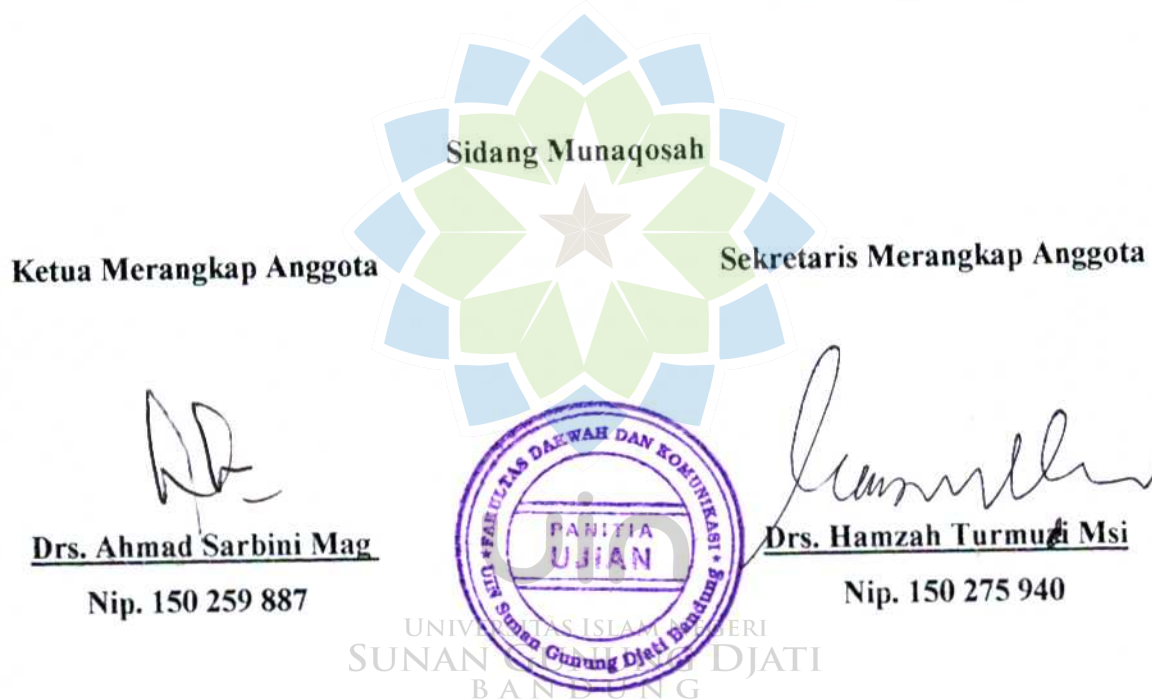 Sidang Munaqosah
Ketua Merangkap Anggota
Sekretaris Merangkap Anggota
Drs. Ahmad Sarbini Mag
Nip. 150 259 887
Drs. Hamzah Turmudi Msi
Nip. 150 275 940
FAKULTAS DAKWAH DAN KOMUNIKASI
PANITIA
UJIAN
UIN Sunan Gunung Djati Bandung
uin
UNIVERSITAS ISLAM NEGERI
SUNAN GUNUNG DJATI
BANDUNG